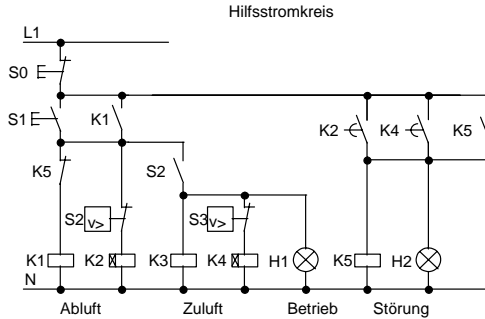 Hilfsstromkreis
L1
S0
S1 K1 K2 K4 K5
K5 S2
S2 v> S3 v>
K1 K2 K3 K4 H1 K5 H2
N
Abluft Zuluft Betrieb Störung